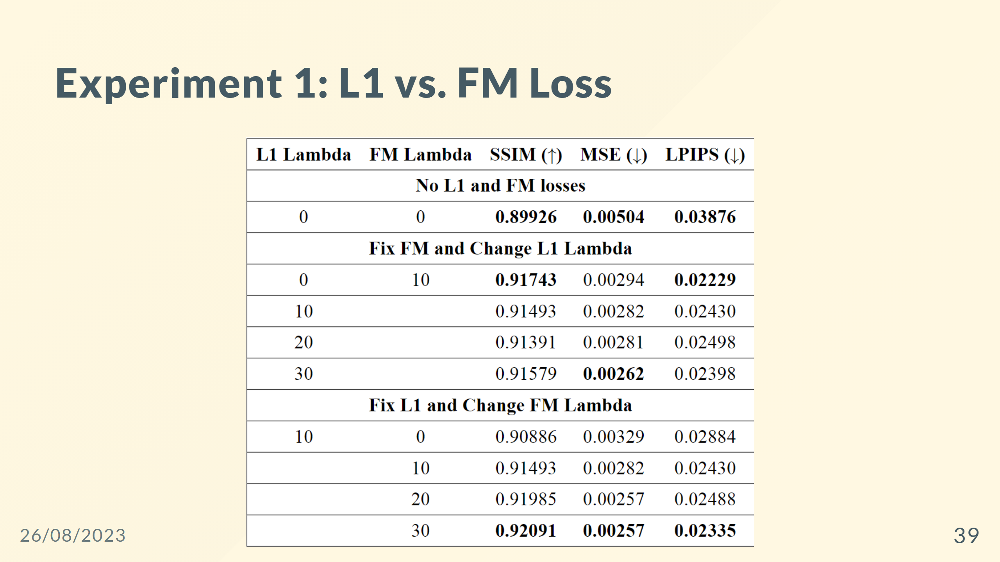 Experiment 1: L1 vs. FM Loss
L1 Lambda FM Lambda SSIM (↑) MSE (↓) LPIPS (↓)
No L1 and FM losses
0 0 0.89926 0.00504 0.03876
Fix FM and Change L1 Lambda
0 10 0.91743 0.00294 0.02229
10 0.91493 0.00282 0.02430
20 0.91391 0.00281 0.02498
30 0.91579 0.00262 0.02398
Fix L1 and Change FM Lambda
10 0 0.90886 0.00329 0.02884
10 0.91493 0.00282 0.02430
20 0.91985 0.00257 0.02488
30 0.92091 0.00257 0.02335
26/08/2023
39